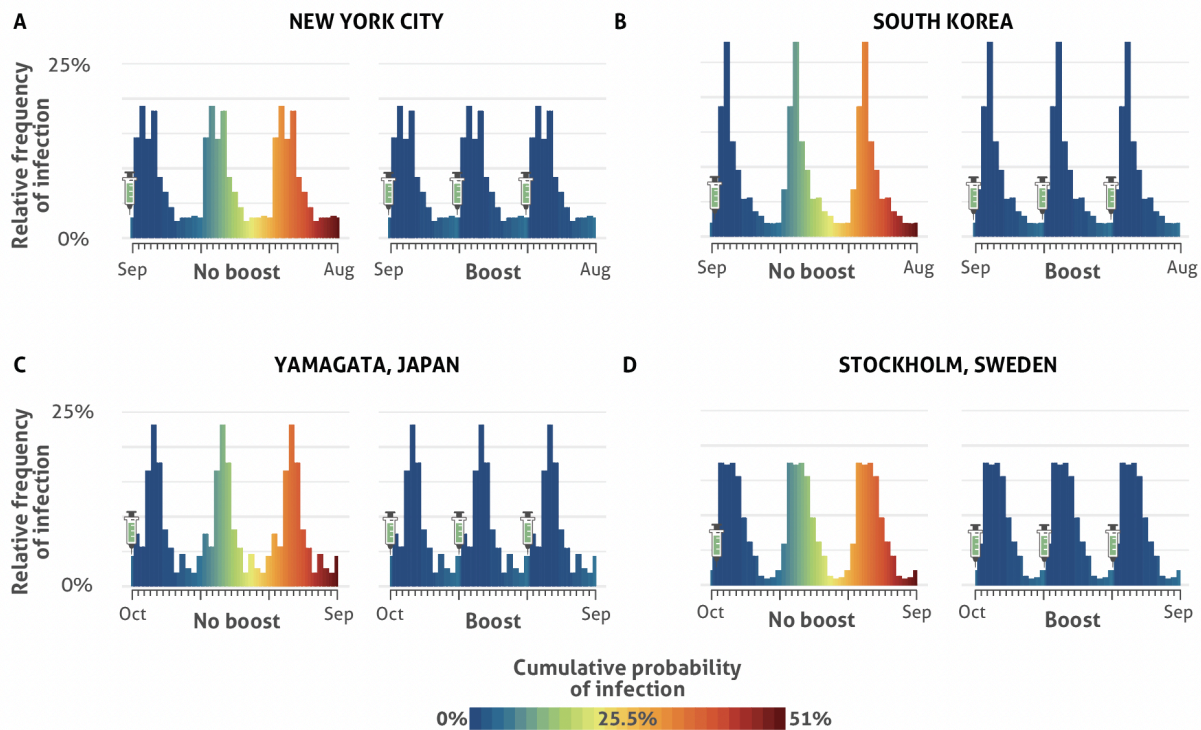 A
NEW YORK CITY
B
SOUTH KOREA
Relative frequency
of infection
25%
0%
Sep
No boost
Aug
Sep
Boost
Aug
Sep
No boost
Aug
Sep
Boost
Aug
C
YAMAGATA, JAPAN
D
STOCKHOLM, SWEDEN
Relative frequency
of infection
25%
0%
Oct
No boost
Sep
Oct
Boost
Sep
Oct
No boost
Sep
Oct
Boost
Sep
Cumulative probability
of infection
0%
25.5%
51%